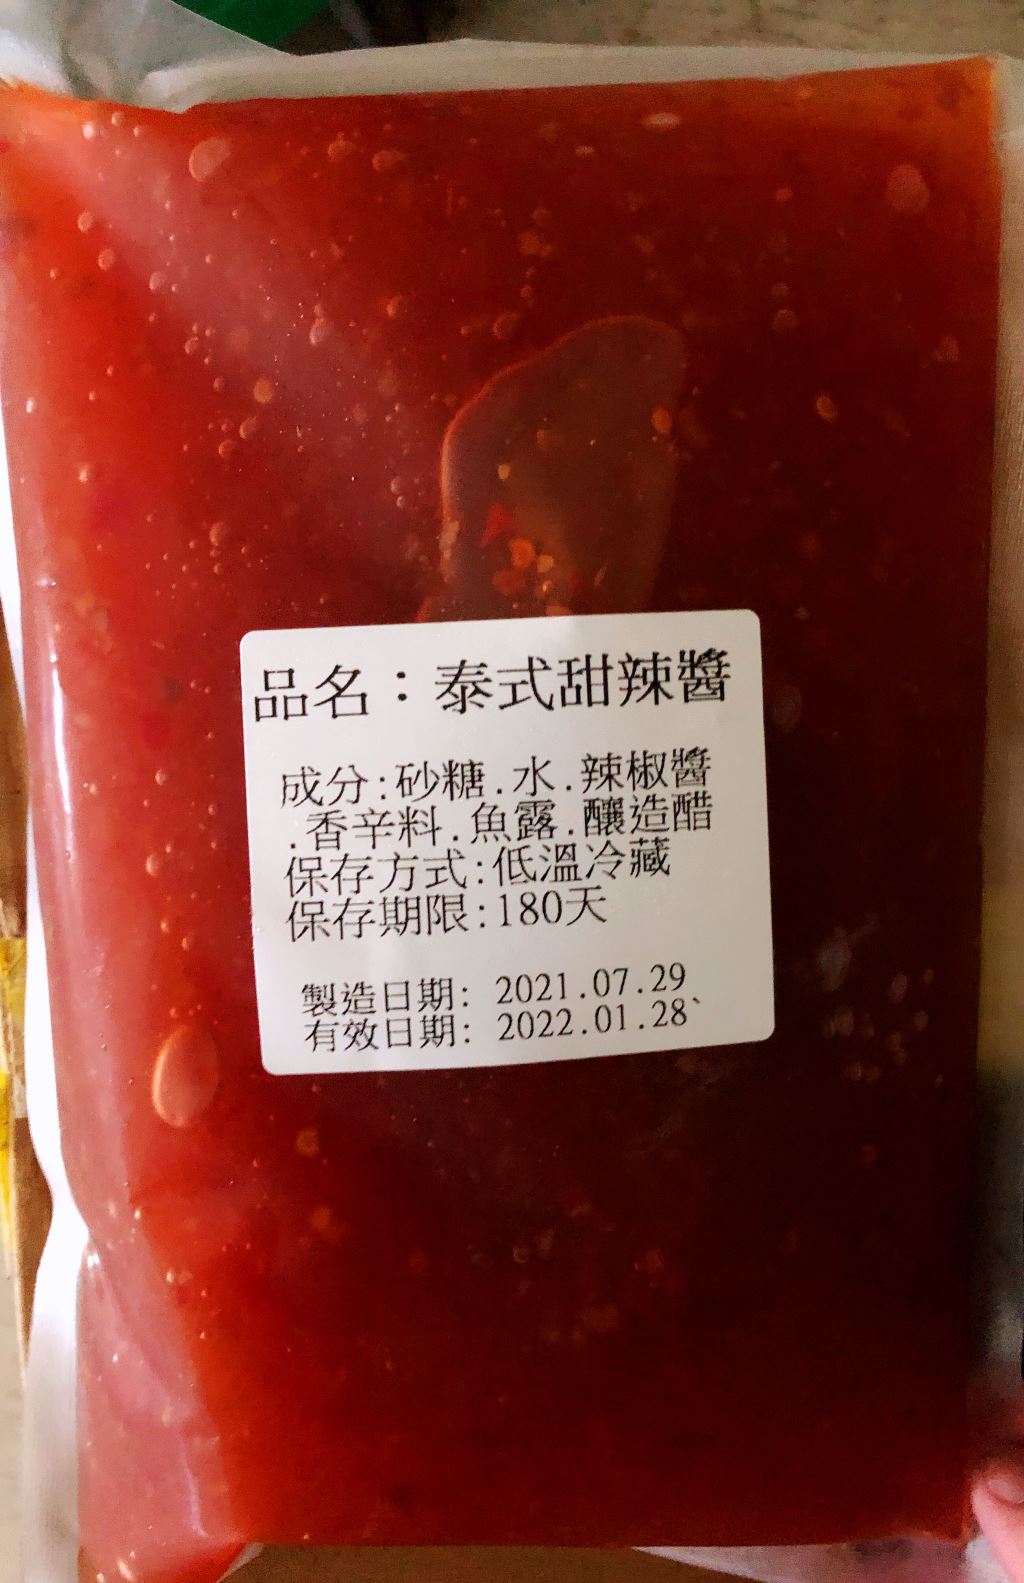 品名：泰式甜辣醬
成分:砂糖.水.辣椒醬
.香辛料.魚露.釀造醋
保存方式:低溫冷藏
保存期限:180天
製造日期: 2021.07.29
有效日期: 2022.01.28`